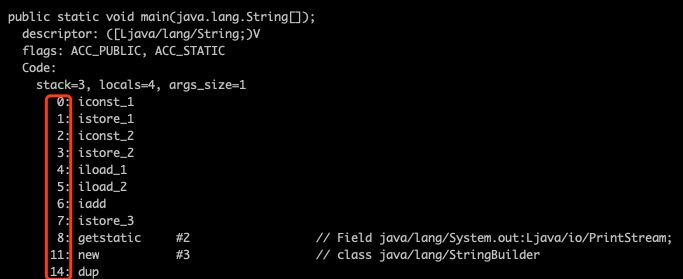 public static void main(java.lang.String[]);
descriptor: ([Ljava/lang/String;)V
flags: ACC_PUBLIC, ACC_STATIC
Code:
stack=3, locals=4, args_size=1
0: iconst_1
1: istore_1
2: iconst_2
3: istore_2
4: iload_1
5: iload_2
6: iadd
7: istore_3
8: getstatic #2 // Field java/lang/System.out:Ljava/io/PrintStream;
11: new #3 // class java/lang/StringBuilder
14: dup